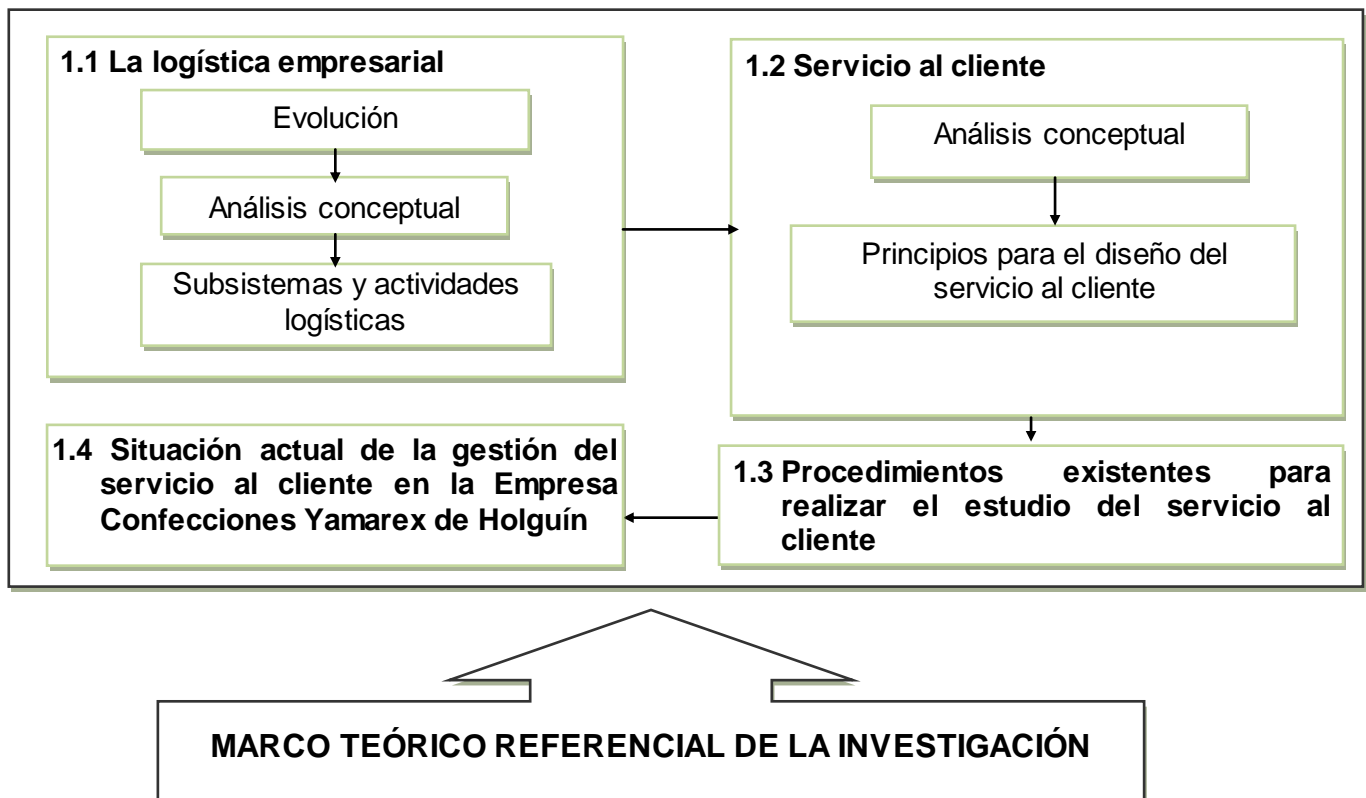 1.1 La logística empresarial
Evolución
Análisis conceptual
Subsistemas y actividades
logísticas
1.2 Servicio al cliente
Análisis conceptual
Principios para el diseño del
servicio al cliente
1.3 Procedimientos existentes para
realizar el estudio del servicio al
cliente
1.4 Situación actual de la gestión del
servicio al cliente en la Empresa
Confecciones Yamarex de Holguín
MARCO TEÓRICO REFERENCIAL DE LA INVESTIGACIÓN